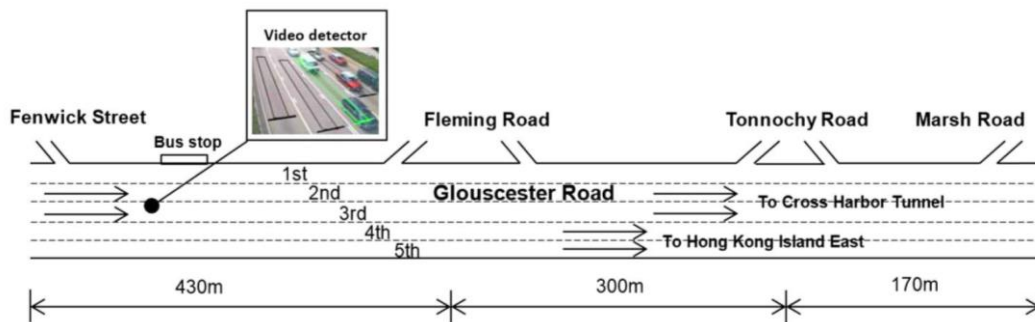 Video detector
Fenwick Street
Bus stop
Fleming Road
Tonnochy Road
Marsh Road
1st
2nd
Glouscester Road
To Cross Harbor Tunnel
3rd
4th
To Hong Kong Island East
5th
430m
300m
170m